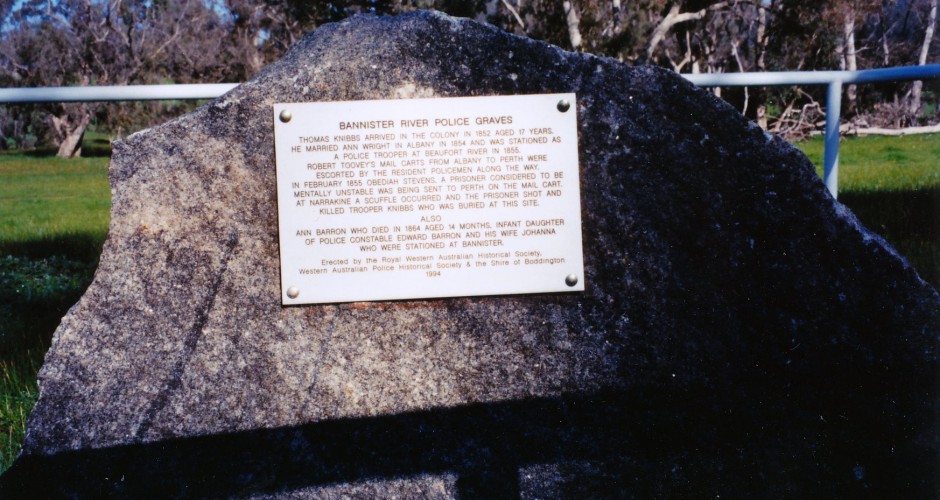 BANNISTER RIVER POLICE GRAVES
THOMAS KNIBBS ARRIVED IN THE COLONY IN 1852 AGED 17 YEARS.
HE MARRIED ANN WRIGHT IN ALBANY IN 1854 AND WAS STATIONED AS
A POLICE TROOPER AT BEAUFORT RIVER IN 1855.
ROBERT TOOVEY'S MAIL CARTS FROM ALBANY TO PERTH WERE
ESCORTED BY THE RESIDENT POLICEMEN ALONG THE WAY.
IN FEBRUARY 1855 OBEDIAH STEVENS, A PRISONER CONSIDERED TO BE
MENTALLY UNSTABLE WAS BEING SENT TO PERTH ON THE MAIL CART.
AT NARRAKINE A SCUFFLE OCCURRED AND THE PRISONER SHOT AND
KILLED TROOPER KNIBBS WHO WAS BURIED AT THIS SITE.
ALSO
ANN BARRON WHO DIED IN 1864 AGED 14 MONTHS, INFANT DAUGHTER
OF POLICE CONSTABLE EDWARD BARRON AND HIS WIFE JOHANNA
WHO WERE STATIONED AT BANNISTER.
Erected by the Royal Western Australian Historical Society,
Western Australian Police Historical Society & the Shire of Boddington
1994